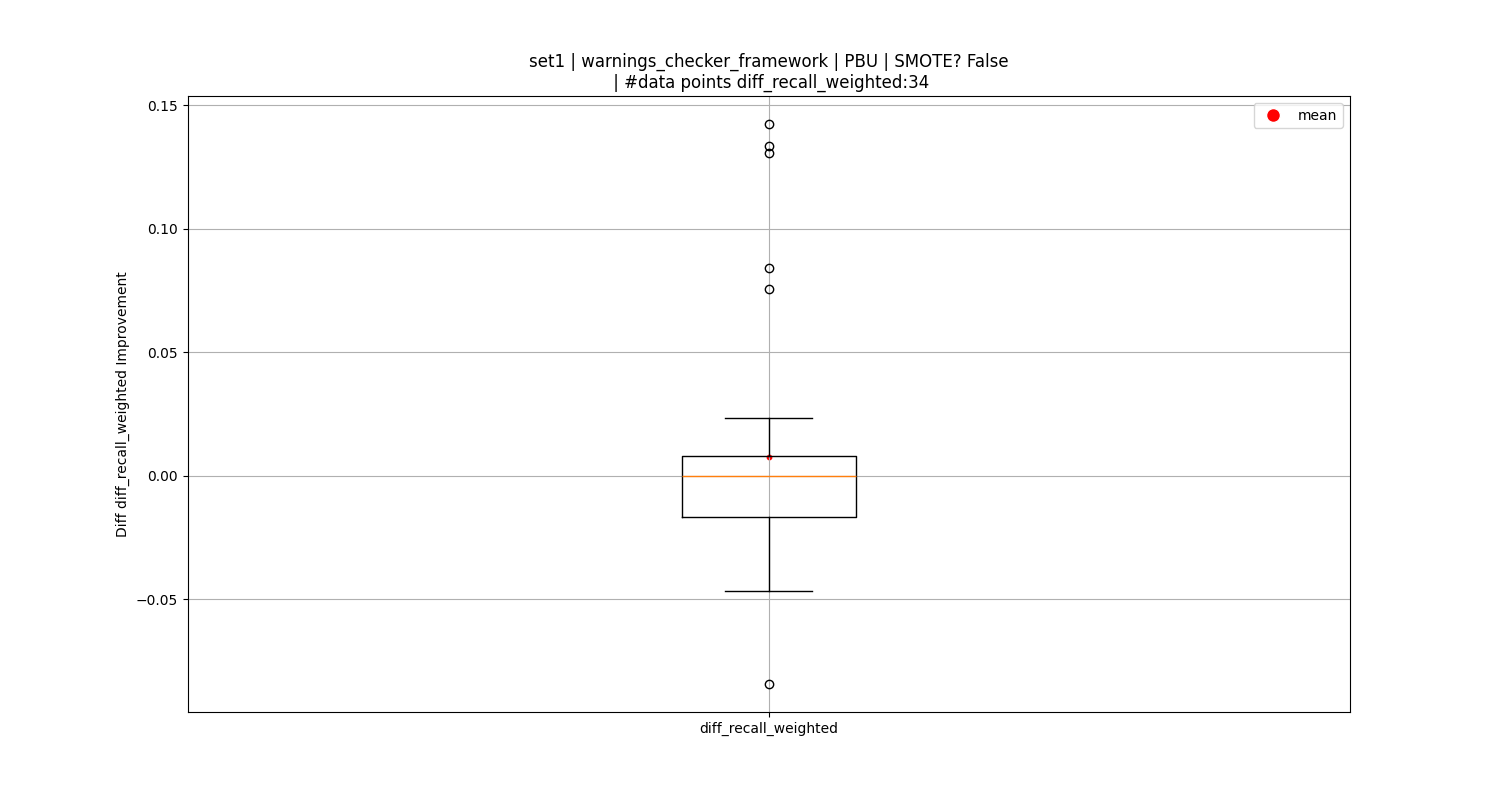 set1 | warnings_checker_framework | PBU | SMOTE? False
| #data points diff_recall_weighted:34
mean
0.15
0.10
0.05
0.00
−0.05
Diff diff_recall_weighted Improvement
diff_recall_weighted